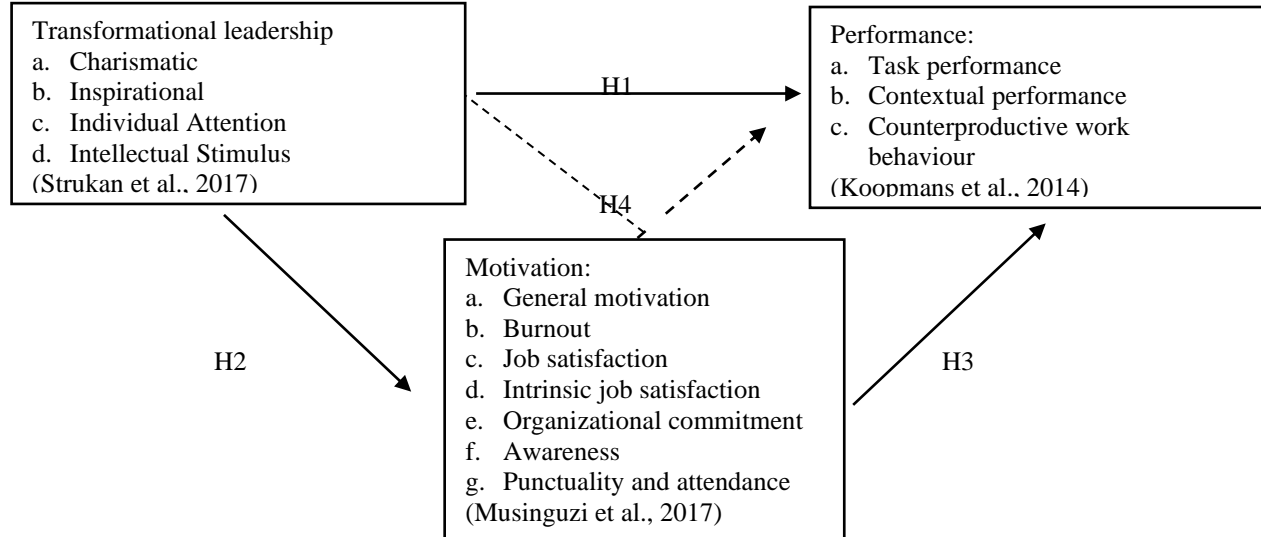 Transformational leadership
a. Charismatic
b. Inspirational
c. Individual Attention
d. Intellectual Stimulus
(Strukan et al., 2017)
H1
Performance:
a. Task performance
b. Contextual performance
c. Counterproductive work
behaviour
(Koopmans et al., 2014)
H4
H2
Motivation:
a. General motivation
b. Burnout
c. Job satisfaction
d. Intrinsic job satisfaction
e. Organizational commitment
f. Awareness
g. Punctuality and attendance
(Musinguzi et al., 2017)
H3